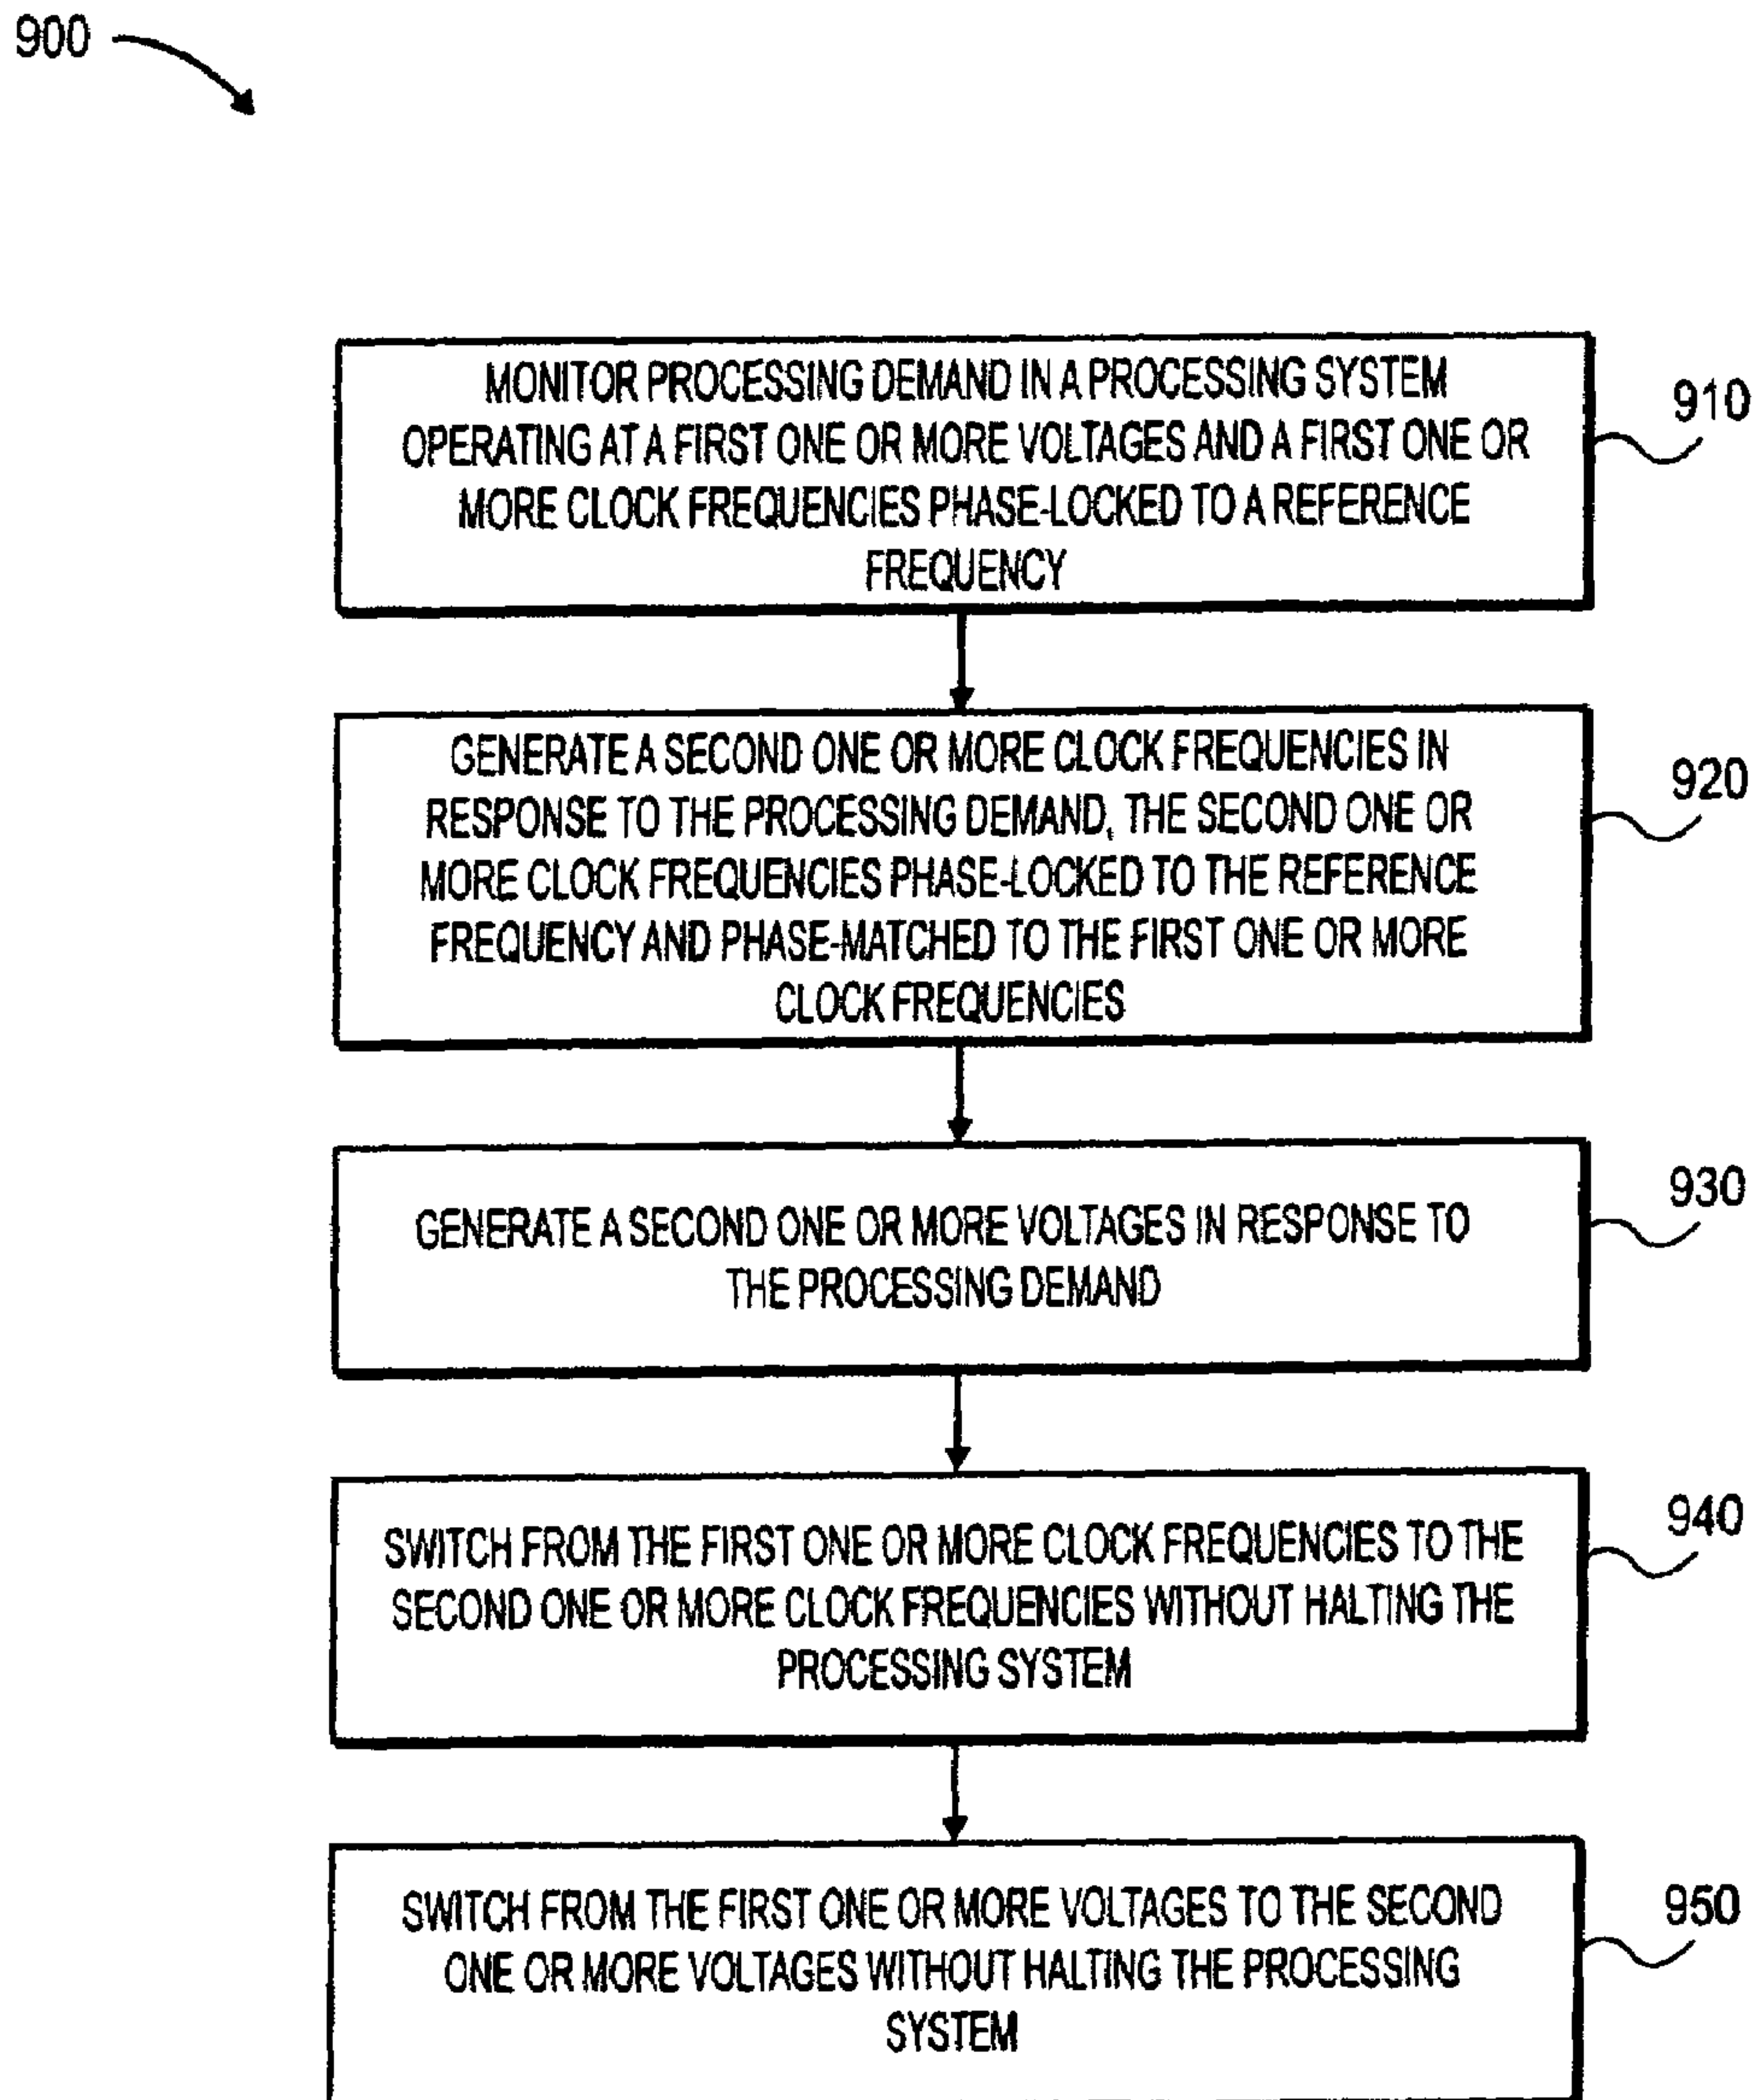 900
MONITOR PROCESSING DEMAND IN A PROCESSING SYSTEM
OPERATING AT A FIRST ONE OR MORE VOLTAGES AND A FIRST ONE OR
MORE CLOCK FREQUENCIES PHASE-LOCKED TO A REFERENCE
FREQUENCY
910
GENERATE A SECOND ONE OR MORE CLOCK FREQUENCIES IN
RESPONSE TO THE PROCESSING DEMAND, THE SECOND ONE OR
MORE CLOCK FREQUENCIES PHASE-LOCKED TO THE REFERENCE
FREQUENCY AND PHASE-MATCHED TO THE FIRST ONE OR MORE
CLOCK FREQUENCIES
920
GENERATE A SECOND ONE OR MORE VOLTAGES IN RESPONSE TO
THE PROCESSING DEMAND
930
SWITCH FROM THE FIRST ONE OR MORE CLOCK FREQUENCIES TO THE
SECOND ONE OR MORE CLOCK FREQUENCIES WITHOUT HALTING THE
PROCESSING SYSTEM
940
SWITCH FROM THE FIRST ONE OR MORE VOLTAGES TO THE SECOND
ONE OR MORE VOLTAGES WITHOUT HALTING THE PROCESSING
SYSTEM
950